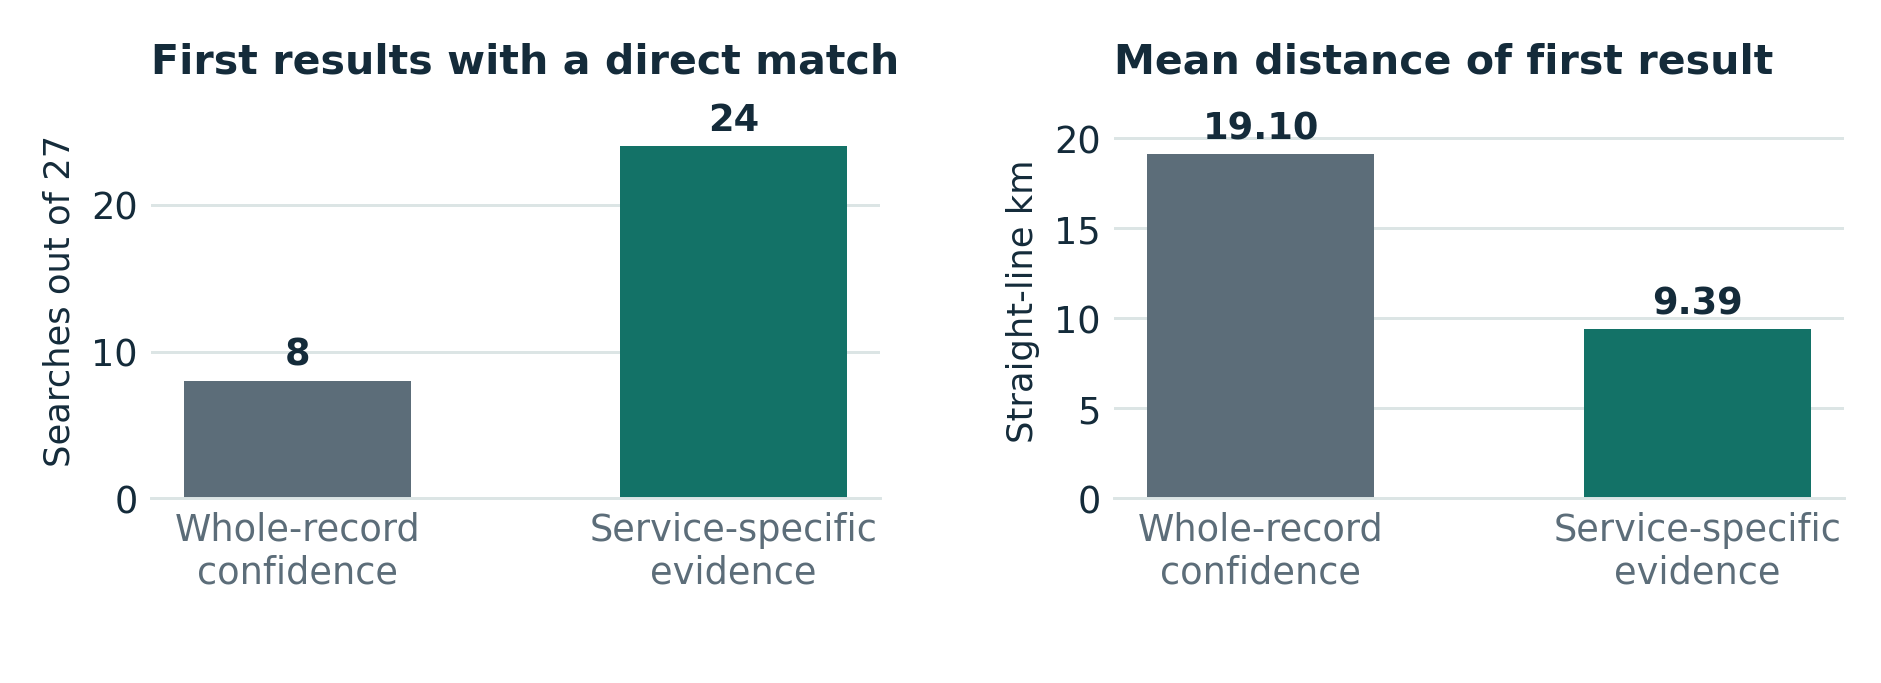 First results with a direct match
24
20
8
10
0
Searches out of 27
Whole-record
confidence
Service-specific
evidence
Mean distance of first result
19.10
20
15
9.39
10
5
0
Straight-line km
Whole-record
confidence
Service-specific
evidence